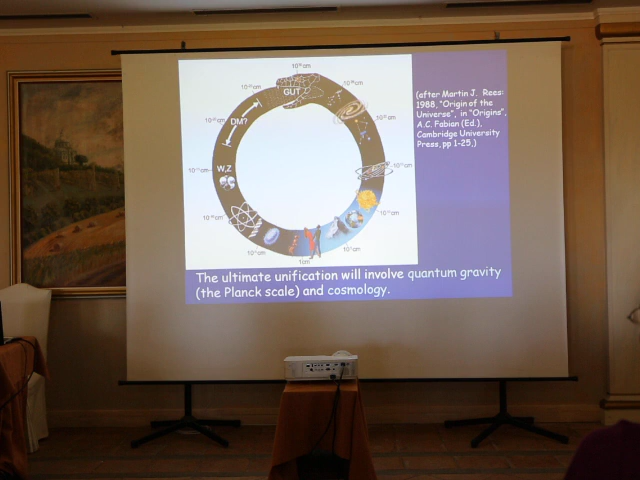 GUT
DM?
W,Z
1cm
(after Martin J. Rees:
1988, "Origin of the
Universe", in "Origins",
A.C. Fabian (Ed.),
Cambridge University
Press, pp 1-25,)
The ultimate unification will involve quantum gravity
(the Planck scale) and cosmology.